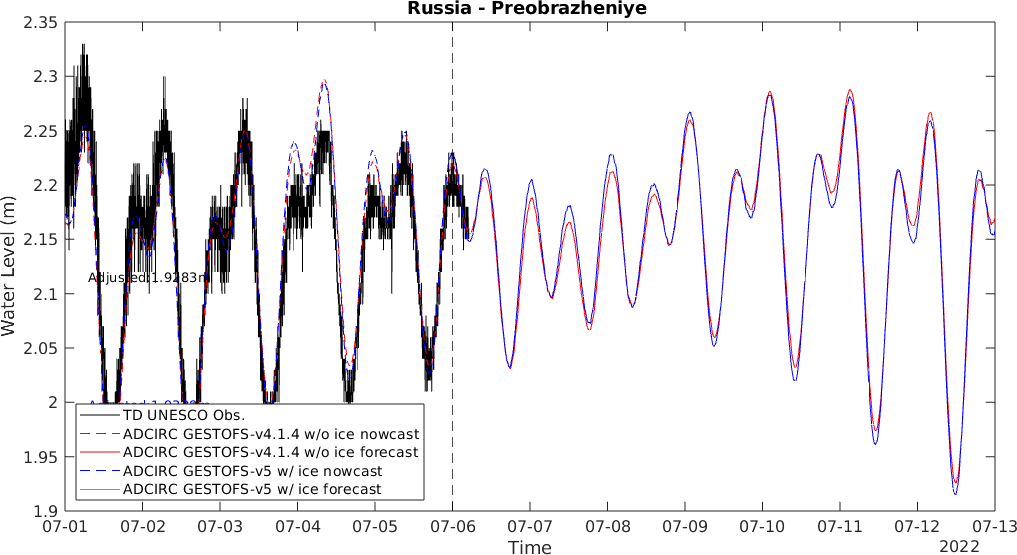 Russia - Preobrazheniye
Water Level (m)
2.35
2.3
2.25
2.2
2.15
2.1
2.05
2
1.95
1.9
Adjusted:1.9283m
TD UNESCO Obs.
ADCIRC GESTOFS-v4.1.4 w/o ice nowcast
ADCIRC GESTOFS-v4.1.4 w/o ice forecast
ADCIRC GESTOFS-v5 w/ ice nowcast
ADCIRC GESTOFS-v5 w/ ice forecast
07-01 07-02 07-03 07-04 07-05 07-06 07-07 07-08 07-09 07-10 07-11 07-12 07-13
Time
2022